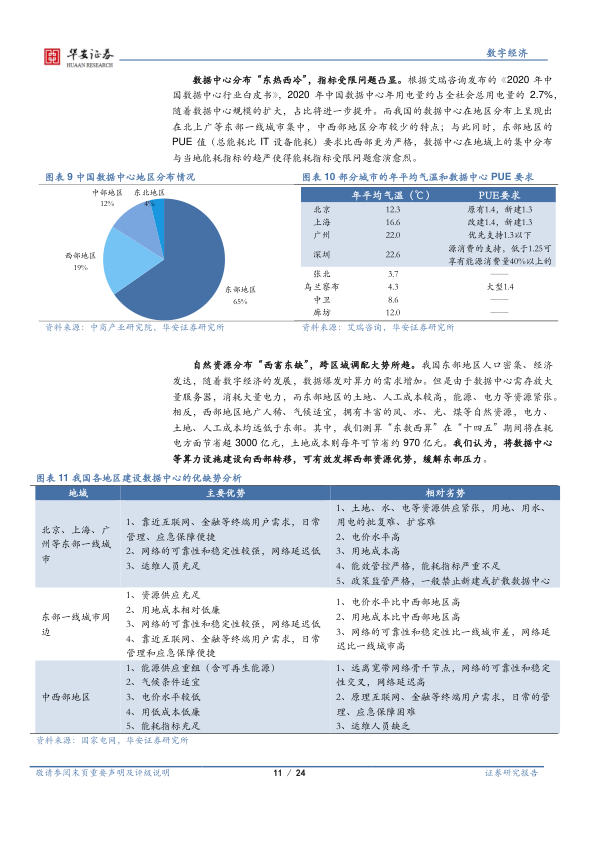 华安证券
HUAAN RESEARCH
数字经济
数据中心分布“东热西冷”，指标受限问题凸显。根据艾瑞咨询发布的《2020 年中
国数据中心行业白皮书》，2020 年中国数据中心年用电量约占全社会总用电量的 2.7%，
随着数据中心规模的扩大，占比将进一步提升。而我国的数据中心在地区分布上呈现出
在北上广等东部一线城市集中，中西部地区分布较少的特点；与此同时，东部地区的
PUE 值（总能耗比 IT 设备能耗）要求比西部更为严格，数据中心在地域上的集中分布
与当地能耗指标的趋严使得能耗指标受限问题愈演愈烈。
图表 9 中国数据中心地区分布情况
中部地区
12%
东北地区
4%
西部地区
19%
东部地区
65%
资料来源：中商产业研究院，华安证券研究所
图表 10 部分城市的年平均气温和数据中心 PUE 要求
年平均气温（℃） PUE要求
北京 12.3 原有1.4，新建1.3
上海 16.6 改建1.4，新建1.3
广州 22.0 优先支持1.3以下
深圳 22.6 源消费的支持，低于1.25可
享有能源消费量40%以上的
张北 3.7 ——
乌兰察布 4.3 大型1.4
中卫 8.6 ——
廊坊 12.0 ——
资料来源：艾瑞咨询，华安证券研究所
自然资源分布“西富东缺”，跨区域调配大势所趋。我国东部地区人口密集、经济
发达，随着数字经济的发展，数据爆发对算力的需求增加。但是由于数据中心需存放大
量服务器，消耗大量电力，而东部地区的土地、人工成本较高，能源、电力等资源紧张。
相反，西部地区地广人稀、气候适宜，拥有丰富的风、水、光、煤等自然资源，电力、
土地、人工成本均远低于东部。其中，我们测算“东数西算”在“十四五”期间将在耗
电方面节省超 3000 亿元，土地成本则每年可节省约 970 亿元。我们认为，将数据中心
等算力设施建设向西部转移，可有效发挥西部资源优势，缓解东部压力。
图表 11 我国各地区建设数据中心的优缺势分析
地域 主要优势 相对劣势
北京、上海、广
州等东部一线城
市
1、靠近互联网、金融等终端用户需求，日常
管理、应急保障便捷
2、网络的可靠性和稳定性较强，网络延迟低
3、运维人员充足
1、土地、水、电等资源供应紧张，用地、用水、
用电的批复难、扩容难
2、电价水平高
3、用地成本高
4、能效管控严格，能耗指标严重不足
5、政策监管严格，一般禁止新建或扩散数据中心
东部一线城市周
边
1、资源供应充足
2、用地成本相对低廉
3、网络的可靠性和稳定性较强，网络延迟低
4、靠近互联网、金融等终端用户需求，日常
管理和应急保障便捷
1、电价水平比中西部地区高
2、用地成本比中西部地区高
3、网络的可靠性和稳定性比一线城市差，网络延
迟比一线城市高
中西部地区
1、能源供应重组（含可再生能源）
2、气候条件适宜
3、电价水平较低
4、用低成本低廉
5、能耗指标充足
1、远离宽带网络骨干节点，网络的可靠和稳定
性交叉，网络延迟高
2、原理互联网、金融等终端用户需求，日常的管
理、应急保障困难
3、运维人员缺乏
资料来源：国家电网，华安证券研究所
敬请参阅末页重要声明及评级说明
11 / 24
证券研究报告